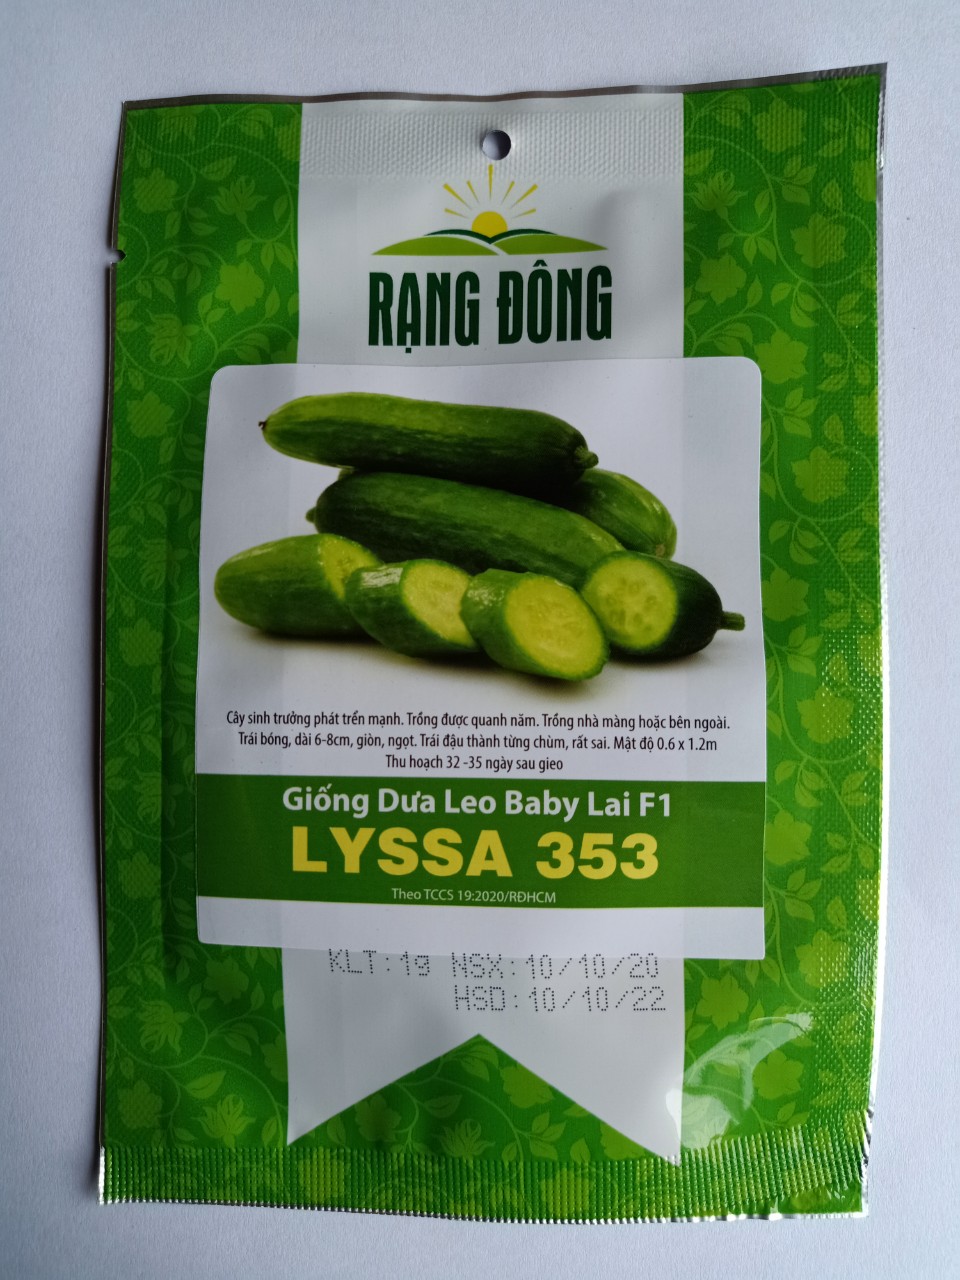 RẠNG ĐÔNG
Cây sinh trưởng phát trển mạnh. Trồng được quanh năm. Trồng nhà màng hoặc bên ngoài.
Trái bóng, dài 6-8cm, giòn, ngọt. Trái đậu thành từng chùm, rất sai. Mật độ 0.6 x 1.2m
Thu hoạch 32 -35 ngày sau gieo
Giống Dưa Leo Baby Lai F1
LYSSA 353
Theo TCCS 19:2020/RĐHCM
KLT:1g NSX:10/10/20
HSD:10/10/22